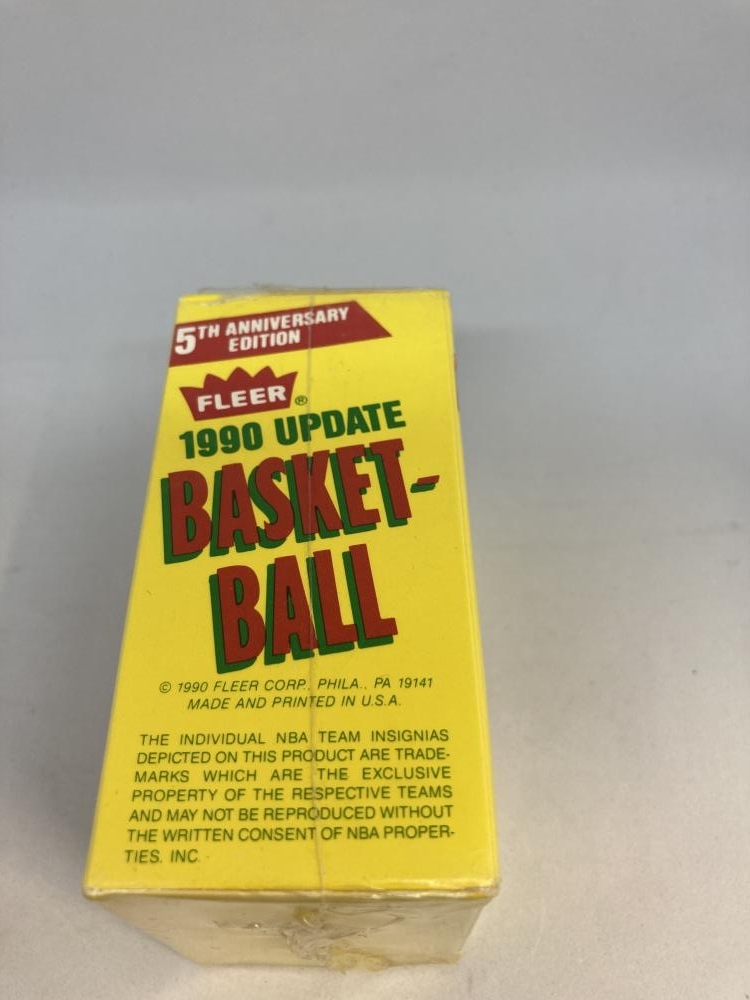 5TH ANNIVERSARY
EDITION
FLEER®
1990 UPDATE
BASKET-
BALL
© 1990 FLEER CORP., PHILA., PA 19141
MADE AND PRINTED IN U.S.A.
THE INDIVIDUAL NBA TEAM INSIGNIAS
DEPICTED ON THIS PRODUCT ARE TRADE-
MARKS WHICH ARE THE EXCLUSIVE
PROPERTY OF THE RESPECTIVE TEAMS
AND MAY NOT BE REPRODUCED WITHOUT
THE WRITTEN CONSENT OF NBA PROPER-
TIES, INC.